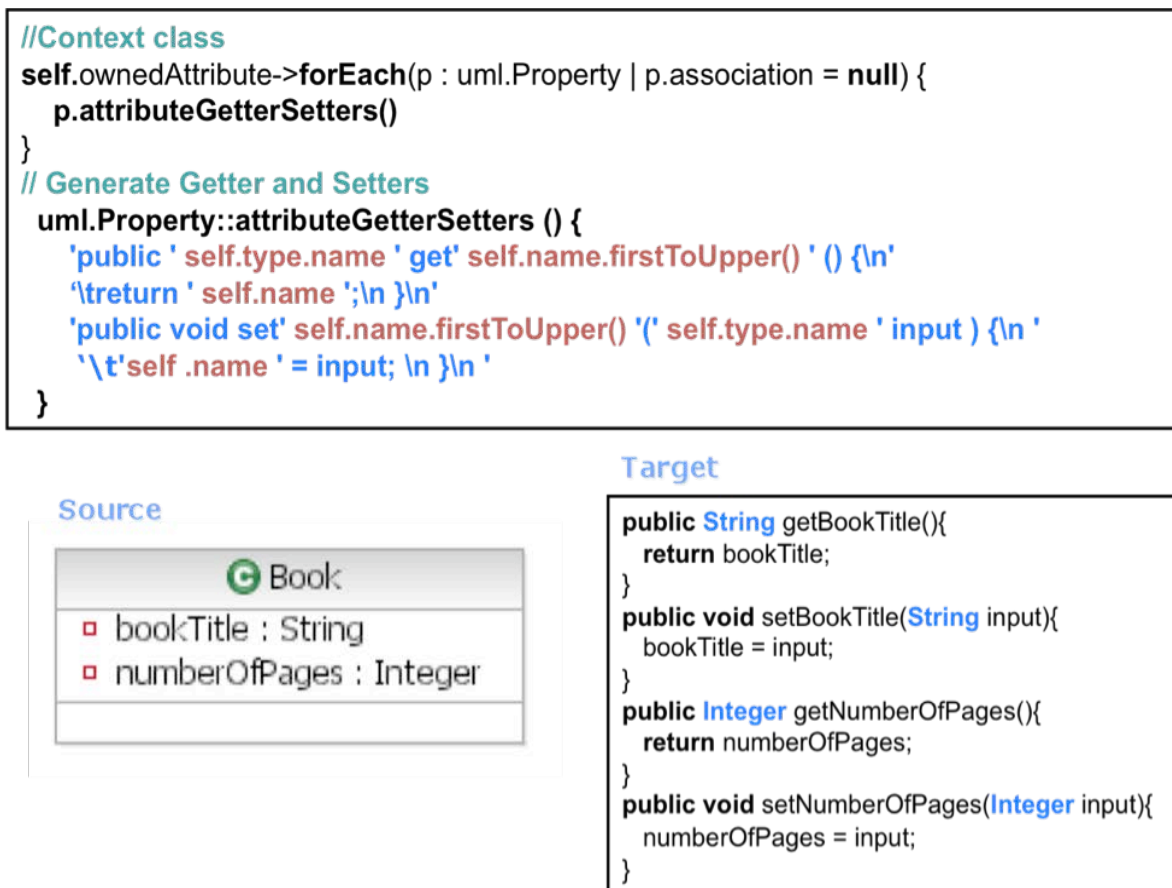 //Context class
self.ownedAttribute->forEach(p : uml.Property | p.association = null) {
p.attributeGetterSetters()
}
// Generate Getter and Setters
uml.Property::attributeGetterSetters () {
'public ' self.type.name ' get' self.name.firstToUpper() ' () {\n'
'\treturn ' self.name ';\n }\n'
'public void set' self.name.firstToUpper() '(' self.type.name ' input ) {\n '
'\t'self .name ' = input; \n }\n '
}
Source
C Book
bookTitle : String
numberOfPages : Integer
Target
public String getBookTitle(){
return bookTitle;
}
public void setBookTitle(String input){
bookTitle = input;
}
public Integer getNumberOfPages(){
return numberOfPages;
}
public void setNumberOfPages(Integer input){
numberOfPages = input;
}